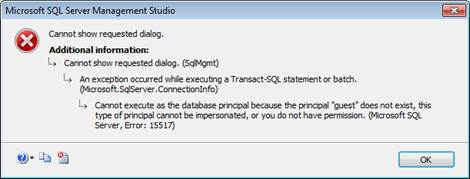 Microsoft SQL Server Management Studio
Cannot show requested dialog.
Additional information:
Cannot show requested dialog. (SqlMgmt)
An exception occurred while executing a Transact-SQL statement or batch.
(Microsoft.SqlServer.ConnectionInfo)
Cannot execute as the database principal because the principal "guest" does not exist, this
type of principal cannot be impersonated, or you do not have permission. (Microsoft SQL
Server, Error: 15517)
OK